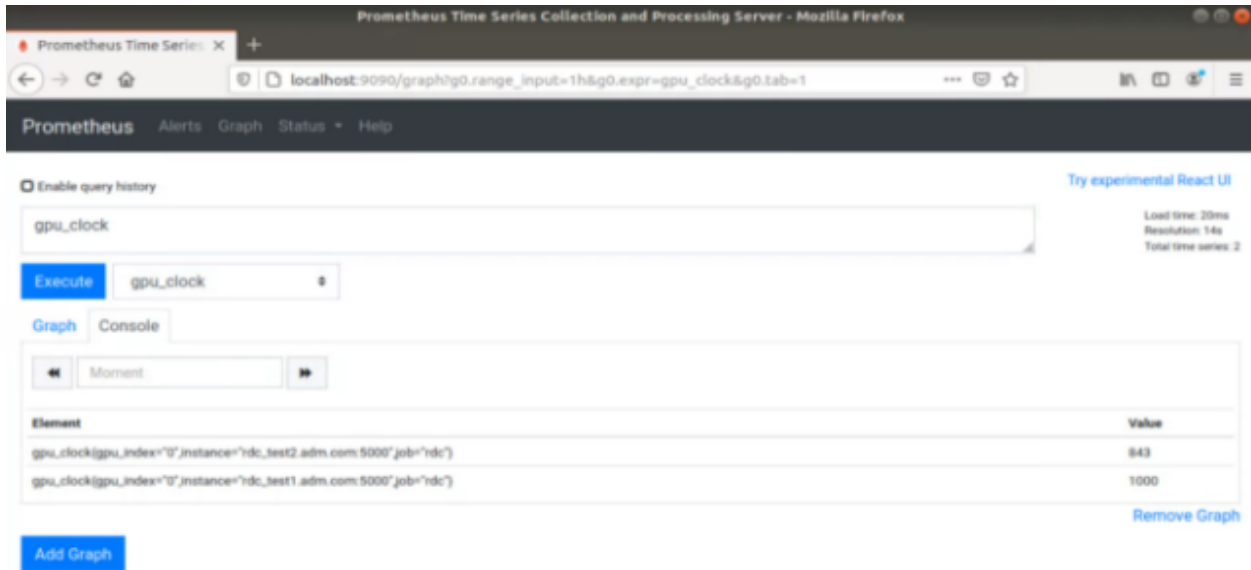 Prometheus Time Series Collection and Processing Server - Mozilla Firefox
Prometheus Time Series
localhost:9090/graph?g0.range_input=1h&g0.expr=gpu_clock&g0.tab=1
Prometheus Alerts Graph Status Help
Enable query history
Try experimental React UI
gpu_clock
Load time: 20ms
Resolution: 14s
Total time series: 2
Execute gpu_clock
Graph Console
Moment
Element Value
gpu_clock{gpu_index="0",instance="rdc_test2.adm.com:5000",job="rdc"} 843
gpu_clock{gpu_index="0",instance="rdc_test1.adm.com:5000",job="rdc"} 1000
Remove Graph
Add Graph